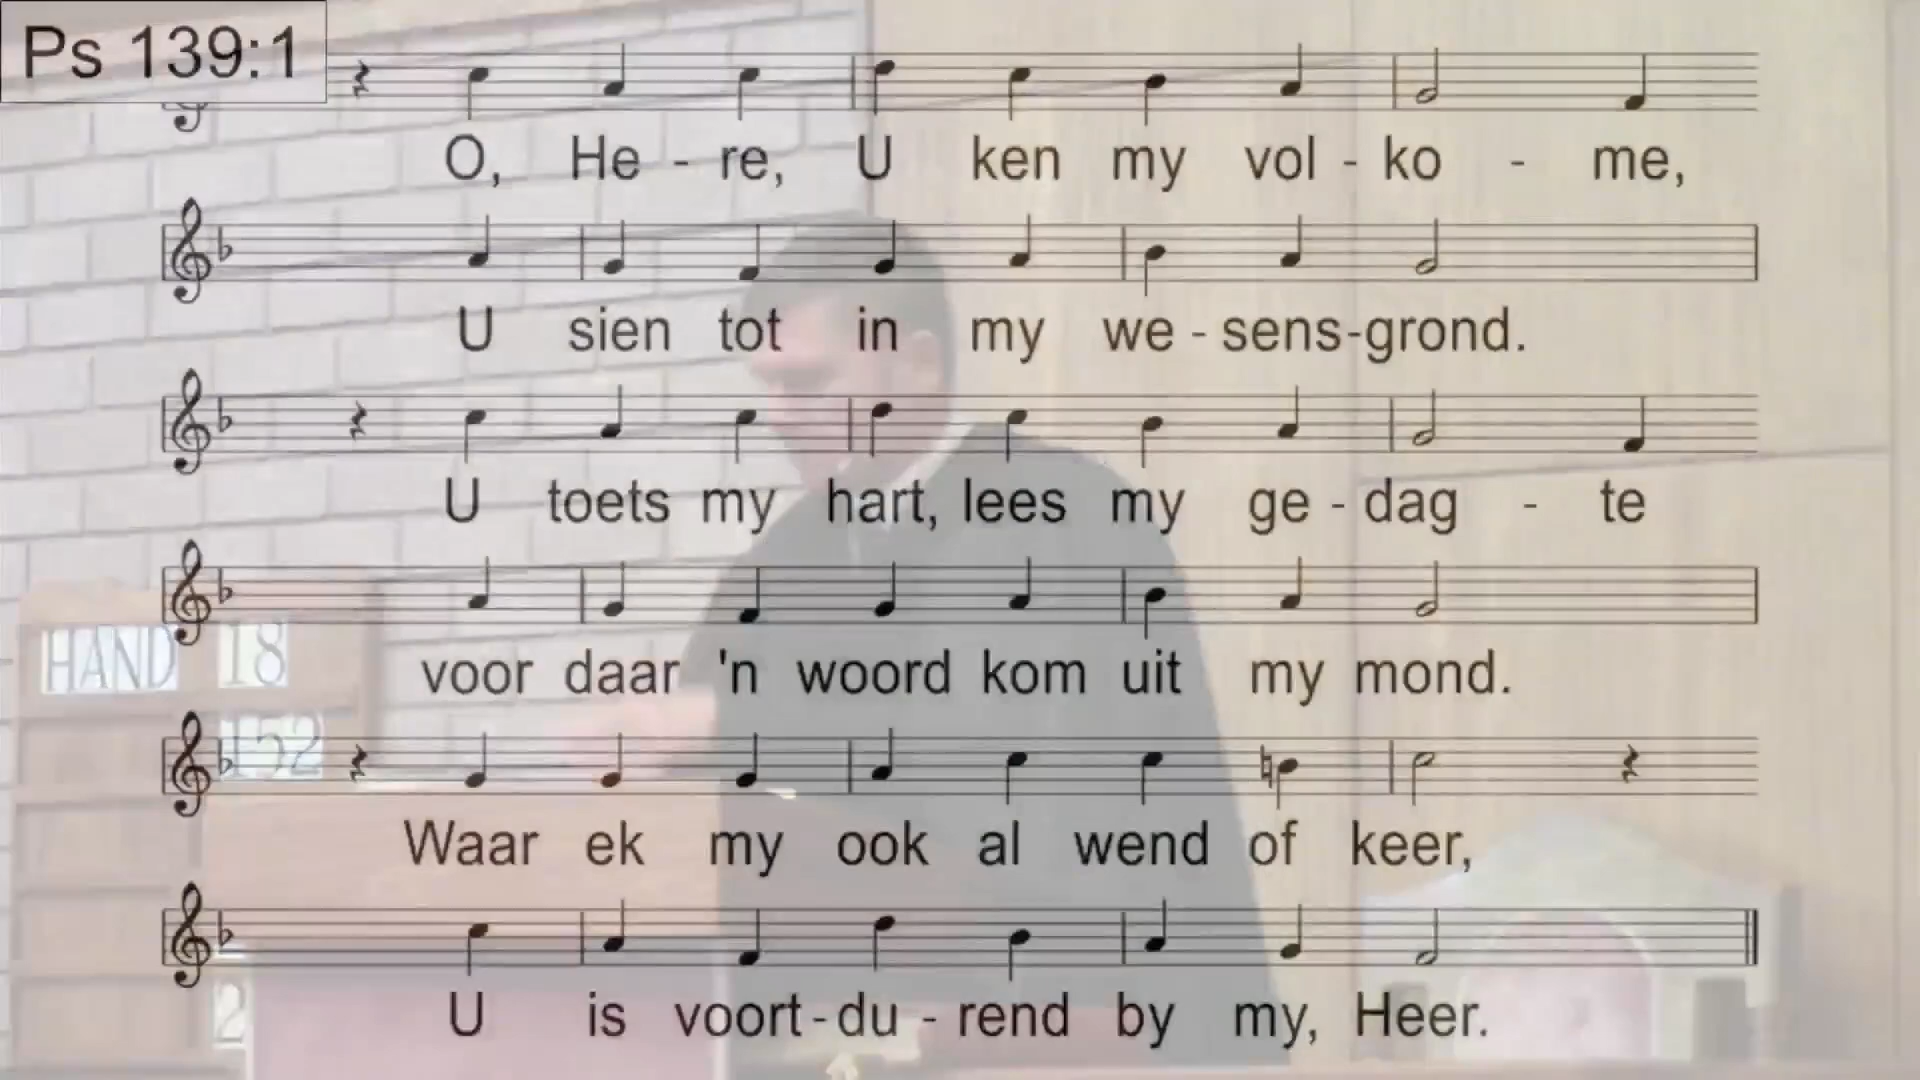 Ps 139:1
O, He - re, U ken my vol - ko - me,
U sien tot in my we - sens-grond.
U toets my hart, lees my ge - dag - te
voor daar 'n woord kom uit my mond.
HAND 18
152
Waar ek my ook al wend of keer,
U is voort - du - rend by my, Heer.
2